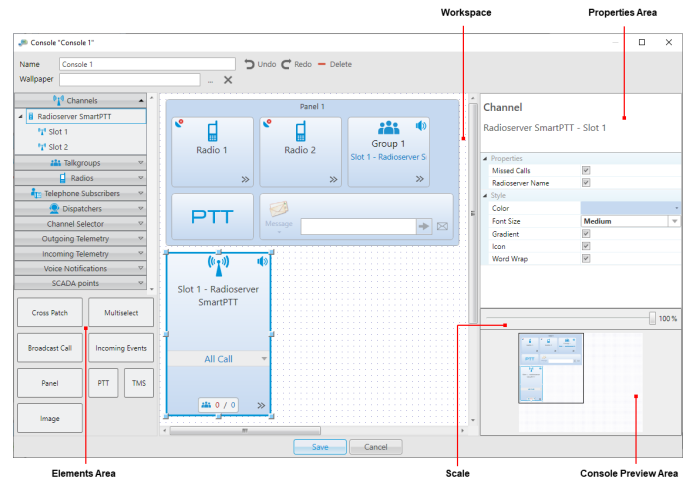 Workspace
Properties Area
Console "Console 1"
Name
Console 1
Undo
Redo
Delete
Wallpaper
...
Channels
Radioserver SmartPTT
Slot 1
Slot 2
Talkgroups
Radios
Telephone Subscribers
Dispatchers
Channel Selector
Outgoing Telemetry
Incoming Telemetry
Voice Notifications
SCADA points
Cross Patch
Multiselect
Broadcast Call
Incoming Events
Panel
PTT
TMS
Image
Panel 1
Radio 1
Radio 2
Group 1
Slot 1 - Radioserver S
PTT
Message
Slot 1 - Radioserver
SmartPTT
All Call
0 / 0
Channel
Radioserver SmartPTT - Slot 1
Properties
Missed Calls
Radioserver Name
Style
Color
Font Size
Medium
Gradient
Icon
Word Wrap
100 %
Save
Cancel
Elements Area
Scale
Console Preview Area